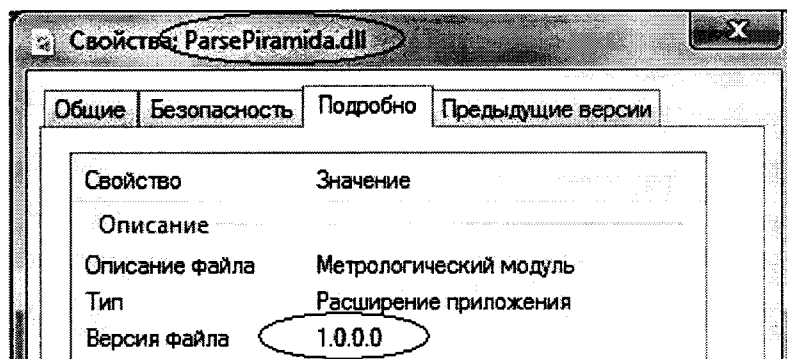 Свойства: ParsePiramida.dll
Общие Безопасность Подробно Предыдущие версии
Свойство Значение
Описание
Описание файла Метрологический модуль
Тип Расширение приложения
Версия файла 1.0.0.0